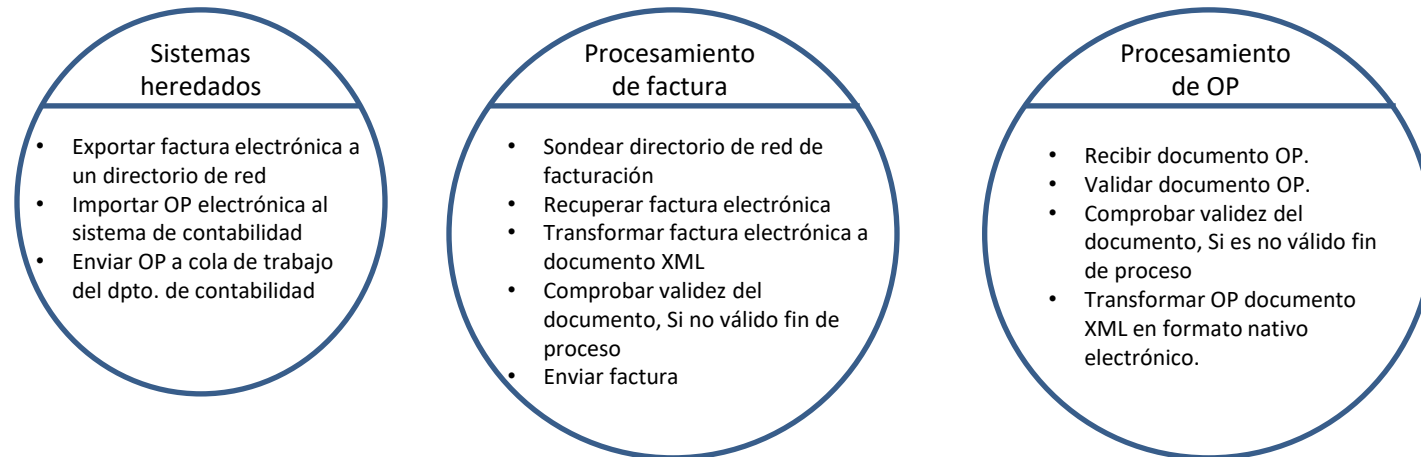 Sistemas
heredados
• Exportar factura electrónica a
un directorio de red
• Importar OP electrónica al
sistema de contabilidad
• Enviar OP a cola de trabajo
del dpto. de contabilidad
Procesamiento
de factura
• Sondear directorio de red de
facturación
• Recuperar factura electrónica
• Transformar factura electrónica a
documento XML
• Comprobar validez del
documento, Si no válido fin de
proceso
• Enviar factura
Procesamiento
de OP
• Recibir documento OP.
• Validar documento OP.
• Comprobar validez del
documento, Si es no válido fin
de proceso
• Transformar OP documento
XML en formato nativo
electrónico.